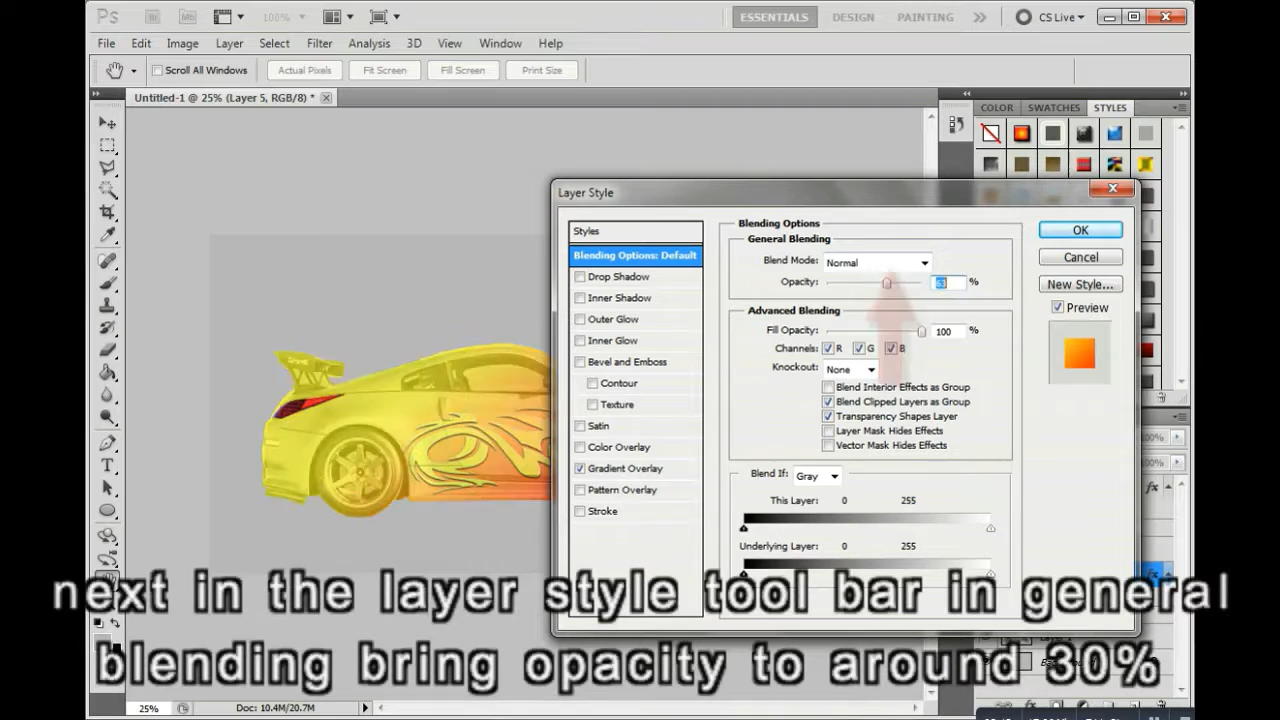 Ps Br Mb 100% ESSENTIALS DESIGN PAINTING CS Live
File Edit Image Layer Select Filter Analysis 3D View Window Help
Scroll All Windows Actual Pixels Fit Screen Fill Screen Print Size
Untitled-1 @ 25% (Layer 5, RGB/8) *
COLOR SWATCHES STYLES
Layer Style
Styles
Blending Options: Default
Drop Shadow
Inner Shadow
Outer Glow
Inner Glow
Bevel and Emboss
Contour
Texture
Satin
Color Overlay
Gradient Overlay
Pattern Overlay
Stroke
Blending Options
General Blending
Blend Mode: Normal
Opacity: 63 %
Advanced Blending
Fill Opacity: 100 %
Channels: R G B
Knockout: None
Blend Interior Effects as Group
Blend Clipped Layers as Group
Transparency Shapes Layer
Layer Mask Hides Effects
Vector Mask Hides Effects
Blend If: Gray
This Layer: 0 255
Underlying Layer: 0 255
OK
Cancel
New Style...
Preview
next in the layer style tool bar in general
blending bring opacity to around 30%
25% Doc: 10.4M/20.7M